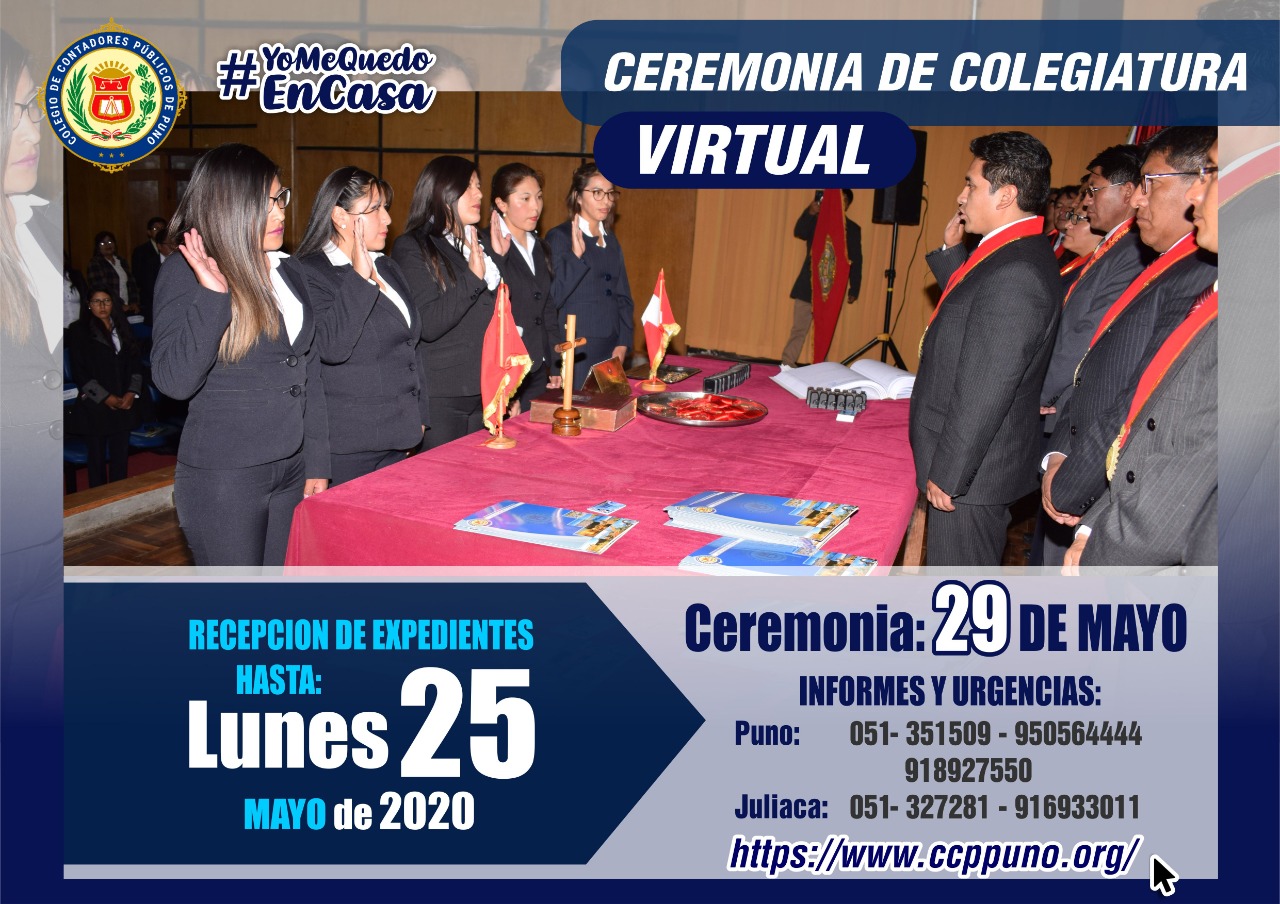 COLEGIO DE CONTADORES PÚBLICOS DE PUNO
#YoMeQuedo
EnCasa
CEREMONIA DE COLEGIATURA
VIRTUAL
RECEPCION DE EXPEDIENTES
HASTA:
Lunes 25
MAYO de 2020
Ceremonia: 29 DE MAYO
INFORMES Y URGENCIAS:
Puno: 051- 351509 - 950564444
918927550
Juliaca: 051- 327281 - 916933011
https://www.ccppuno.org/